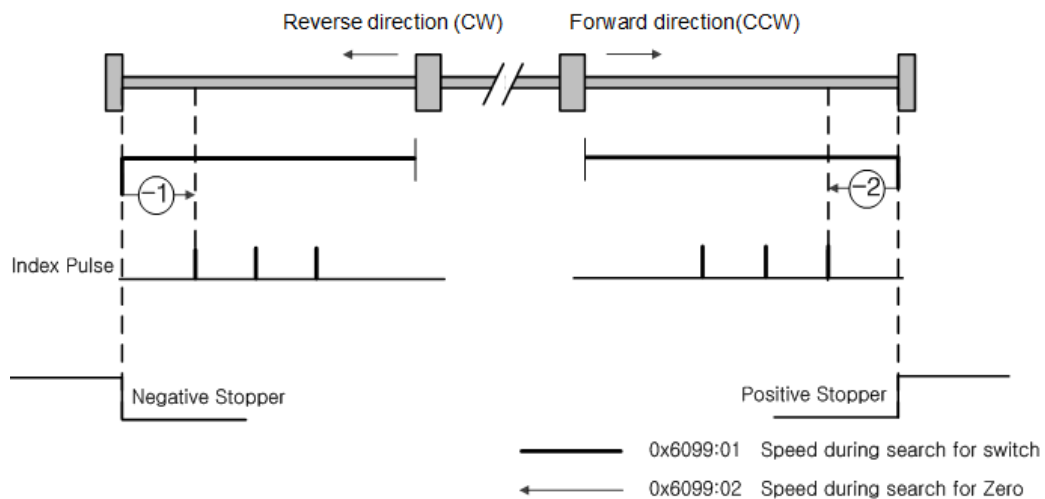 Reverse direction (CW)
Forward direction(CCW)
−1
−2
Index Pulse
Negative Stopper
Positive Stopper
0x6099:01 Speed during search for switch
0x6099:02 Speed during search for Zero